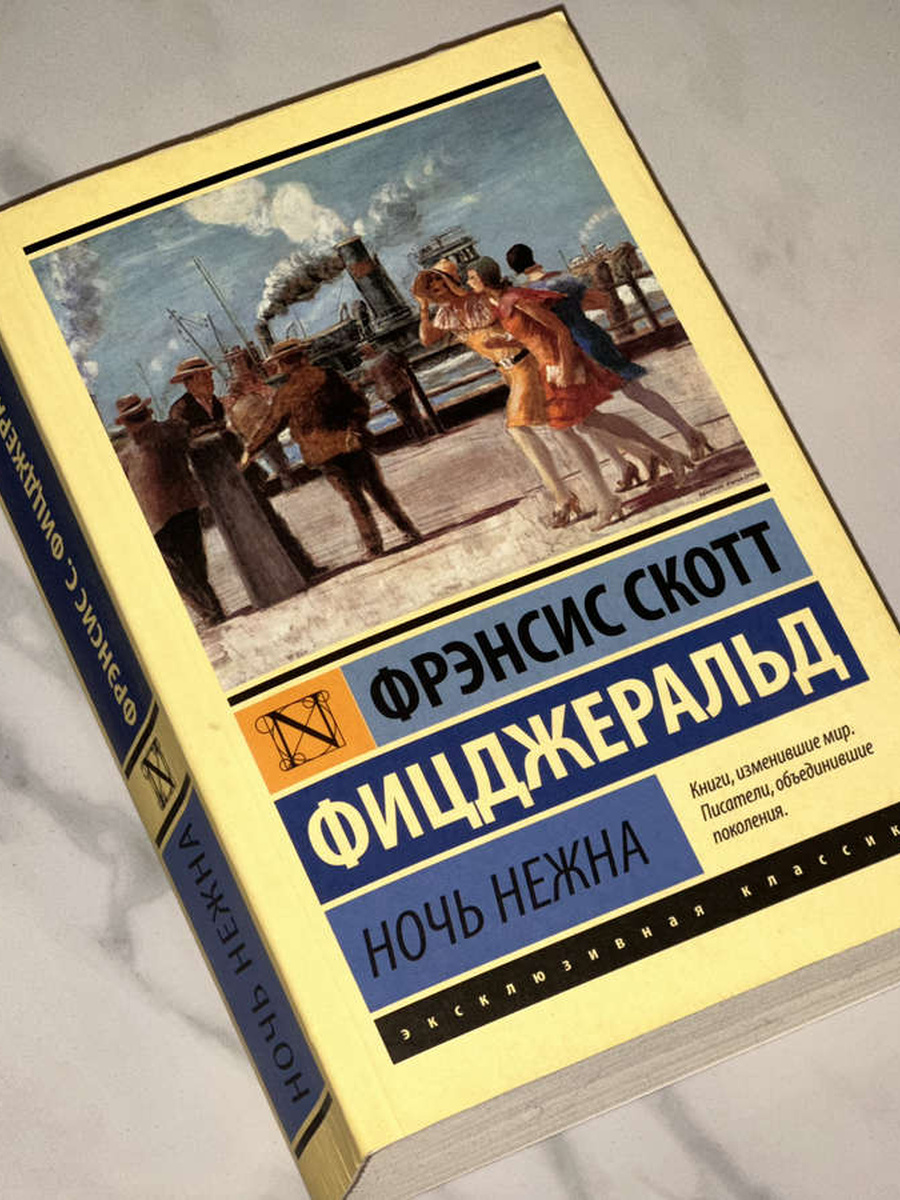 ФРЭНСИС СКОТТ
N
ФИЦДЖЕРАЛЬД
НОЧЬ НЕЖНА
Книги, изменившие мир.
Писатели, объединившие
поколения.
эксклюзивная классик
ФРЭНСИС С. ФИЦДЖЕР
N
НОЧЬ НЕЖНА